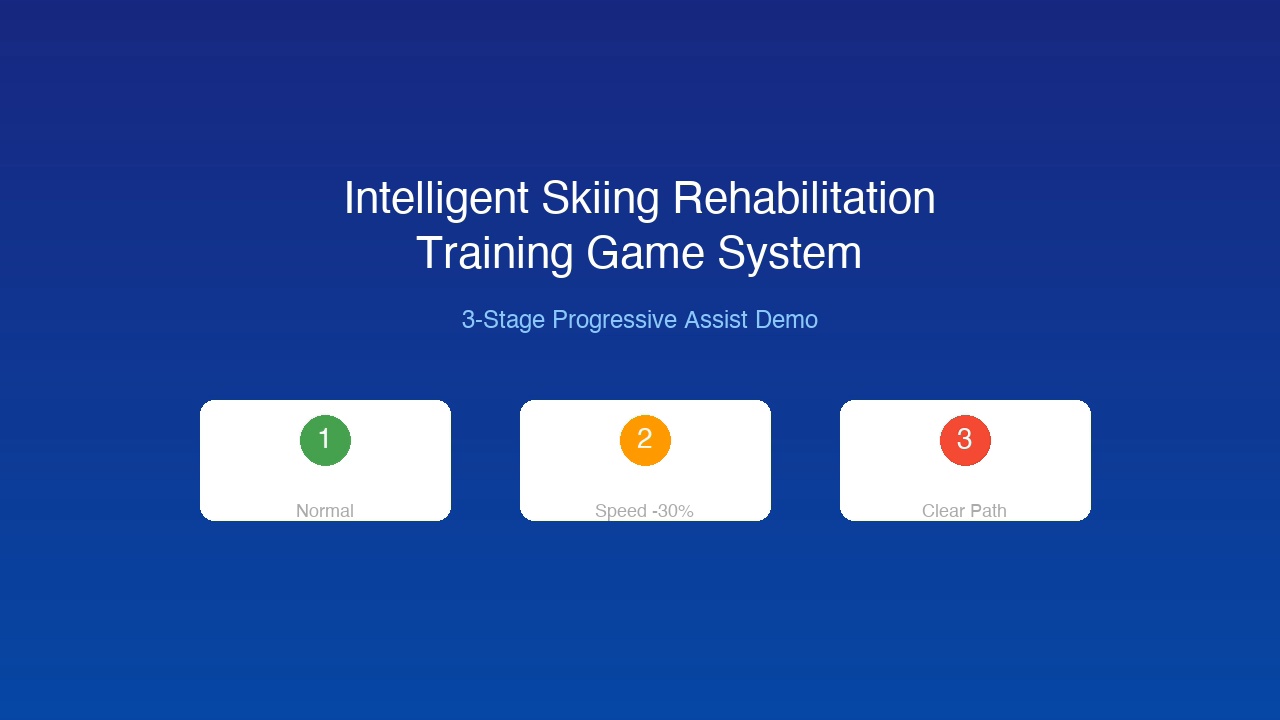 Intelligent Skiing Rehabilitation
Training Game System
3-Stage Progressive Assist Demo
1
2
3
Normal
Speed -30%
Clear Path